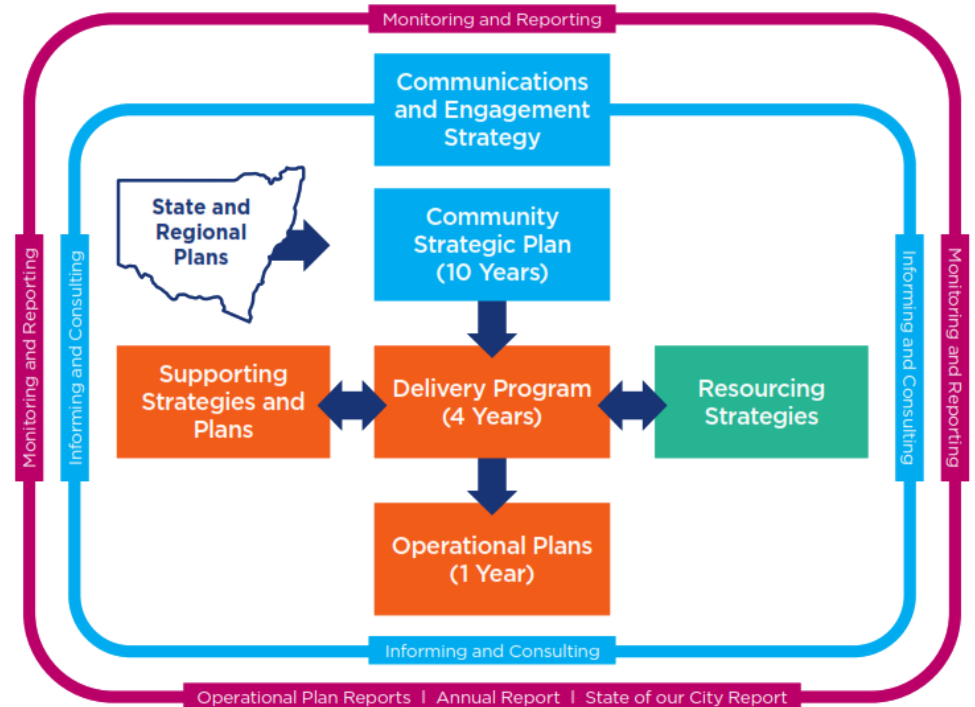 Monitoring and Reporting
Communications
and Engagement
Strategy
State and
Regional
Plans
Community
Strategic Plan
(10 Years)
Monitoring and Reporting
Informing and Consulting
Informing and Consulting
Monitoring and Reporting
Supporting
Strategies and
Plans
Delivery Program
(4 Years)
Resourcing
Strategies
Operational Plans
(1 Year)
Informing and Consulting
Operational Plan Reports | Annual Report | State of our City Report